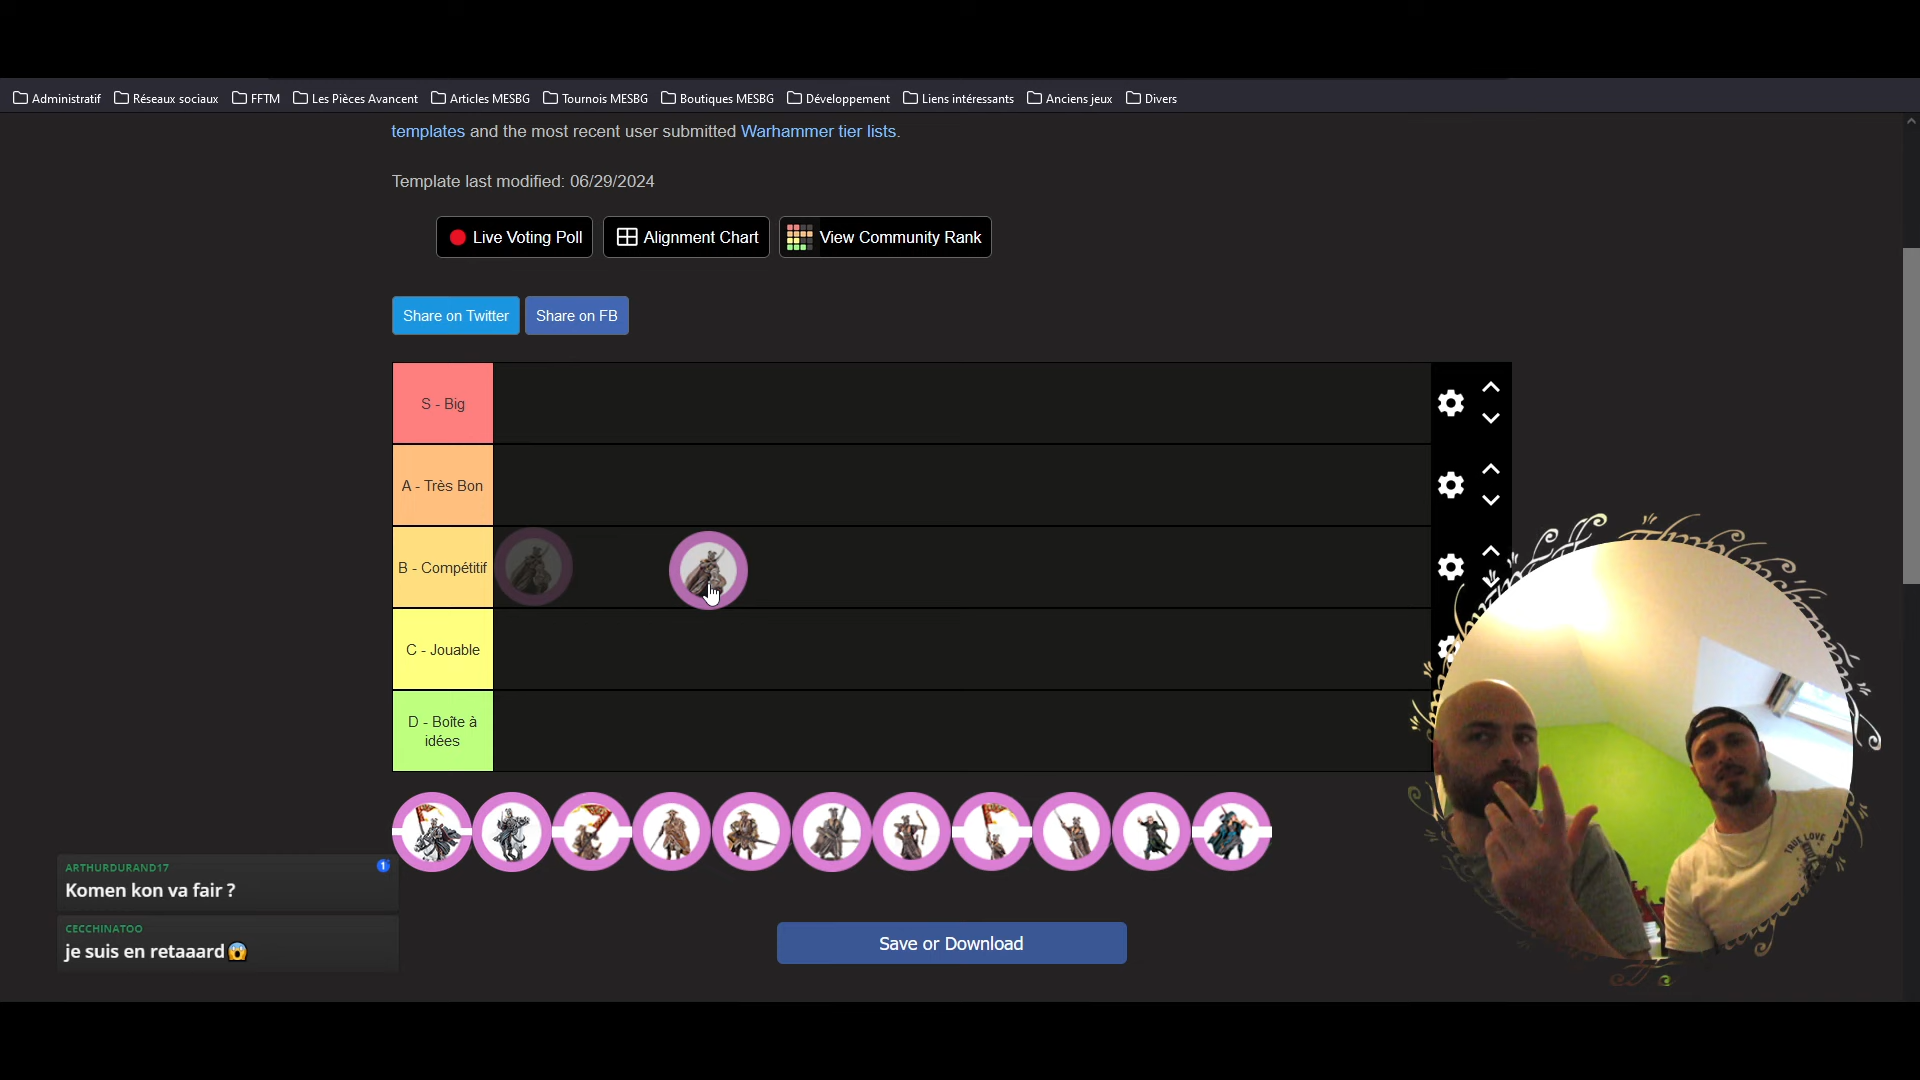 Administratif
Réseaux sociaux
FFTM
Les Pièces Avancent
Articles MESBG
Tournois MESBG
Boutiques MESBG
Développement
Liens intéressants
Anciens jeux
Divers
templates and the most recent user submitted Warhammer tier lists.
Template last modified: 06/29/2024
Live Voting Poll
Alignment Chart
View Community Rank
Share on Twitter
Share on FB
S - Big
A - Très Bon
B - Compétitif
C - Jouable
D - Boîte à
idées
ARTHURDURAND17
1
Komen kon va fair ?
CECCHINATOO
je suis en retaaard😱
Save or Download
TRUE LOVE